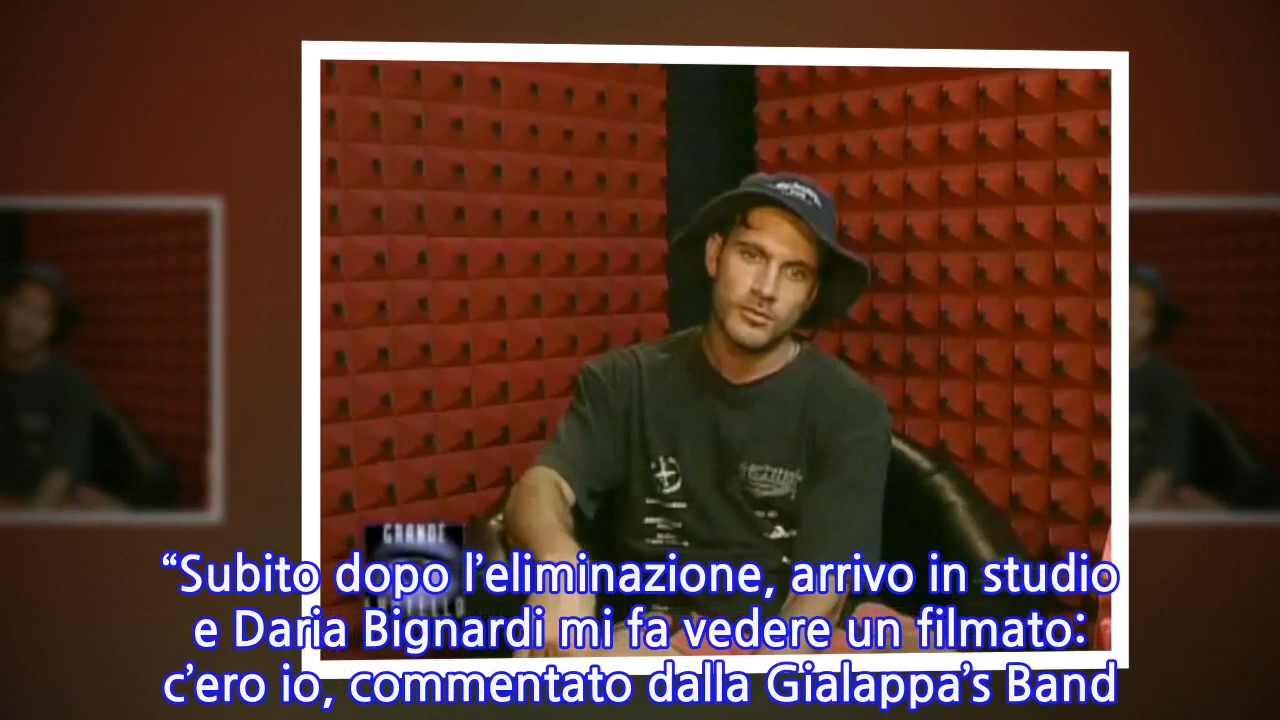 GRANDE
“Subito dopo l’eliminazione, arrivo in studio
e Daria Bignardi mi fa vedere un filmato:
c’ero io, commentato dalla Gialappa’s Band